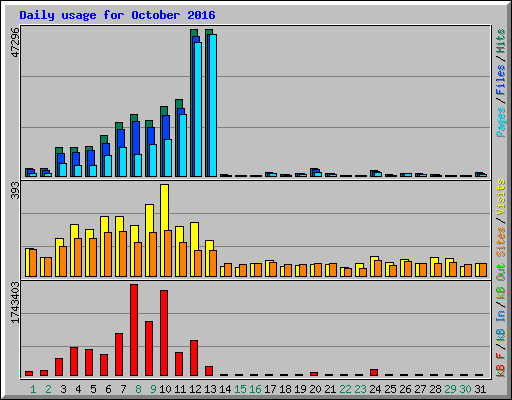 Daily usage for October 2016
47296
Pages / Files / Hits
393
Sites / Visits
1743403
kB F / kB In / kB Out
1 2 3 4 5 6 7 8 9 10 11 12 13 14 15 16 17 18 19 20 21 22 23 24 25 26 27 28 29 30 31